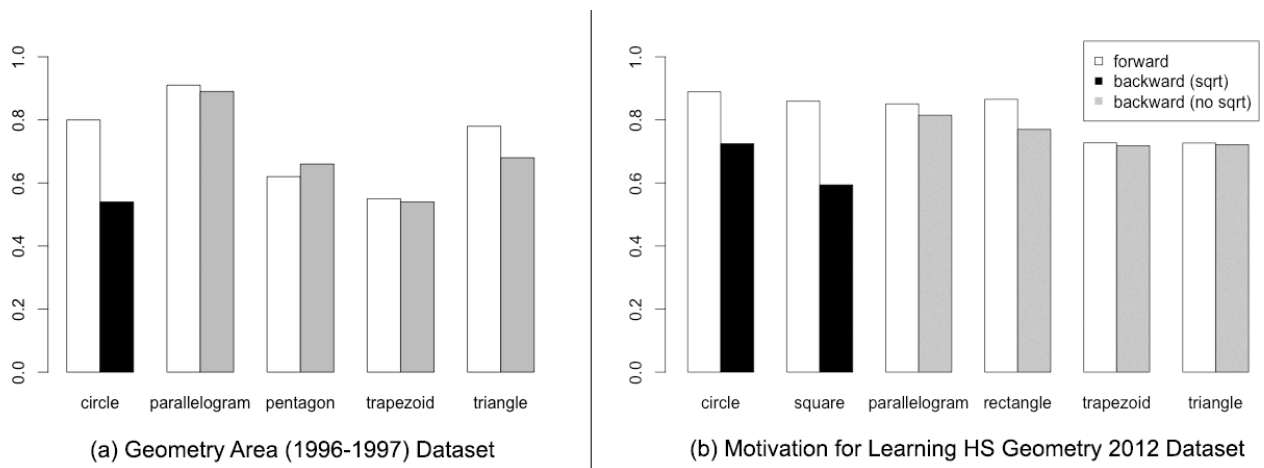 0.0 0.2 0.4 0.6 0.8 1.0
circle parallelogram pentagon trapezoid triangle
(a) Geometry Area (1996-1997) Dataset
0.0 0.2 0.4 0.6 0.8 1.0
forward
backward (sqrt)
backward (no sqrt)
circle square parallelogram rectangle trapezoid triangle
(b) Motivation for Learning HS Geometry 2012 Dataset